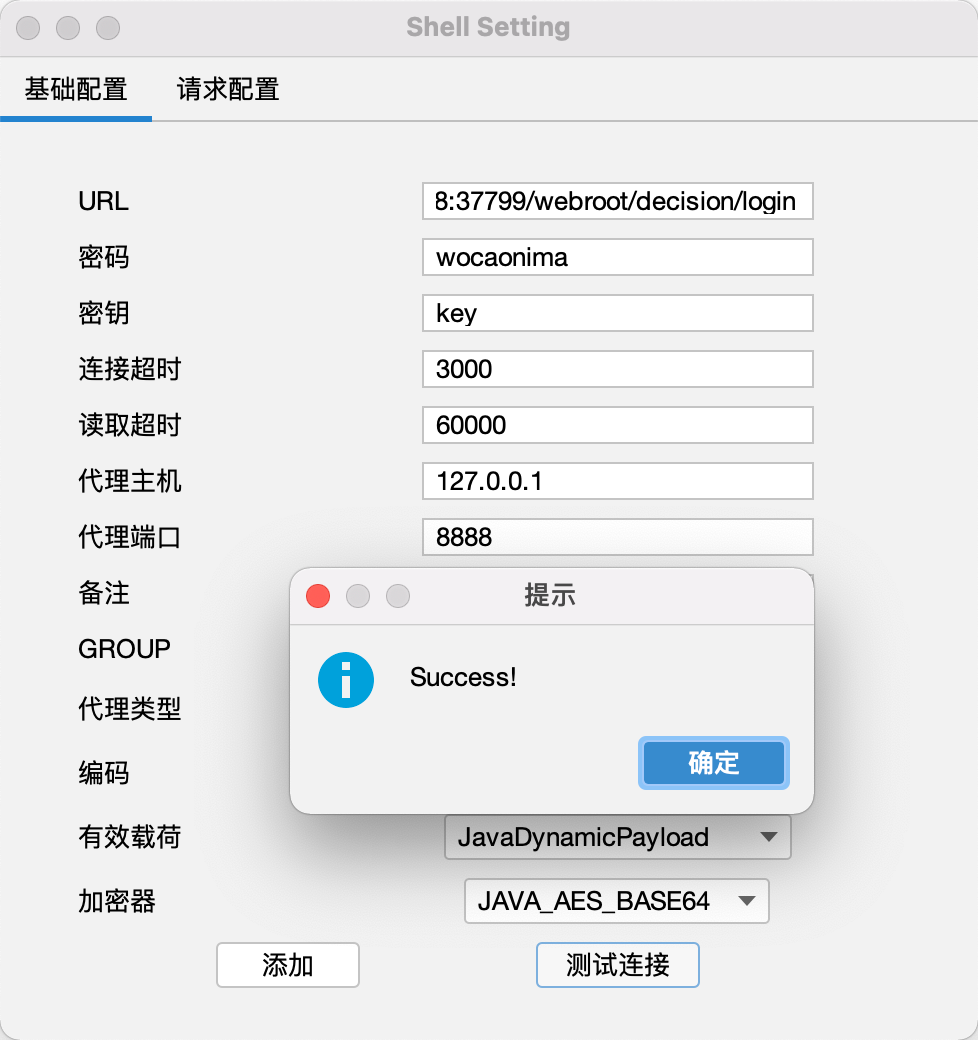 Shell Setting
基础配置 请求配置
URL 8:37799/webroot/decision/login
密码 wocaonima
密钥 key
连接超时 3000
读取超时 60000
代理主机 127.0.0.1
代理端口 8888
备注
提示
GROUP
Success!
代理类型
编码
确定
有效载荷 JavaDynamicPayload
加密器 JAVA_AES_BASE64
添加 测试连接